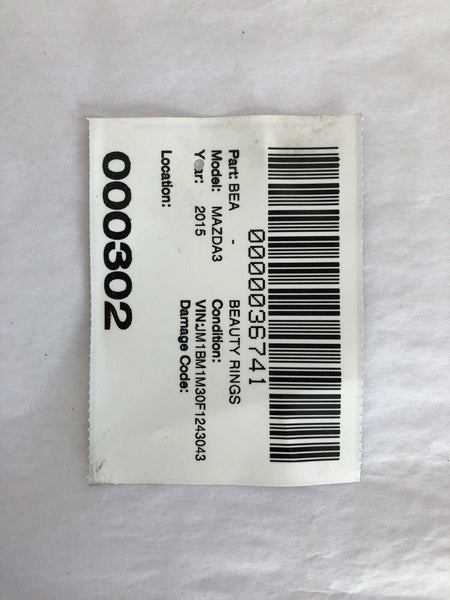 0000036741
Part: BEA - BEAUTY RINGS
Model: MAZDA3 Condition:
Year: 2015 VIN:JM1BM1M30F1243043
Damage Code:
Location:
000302